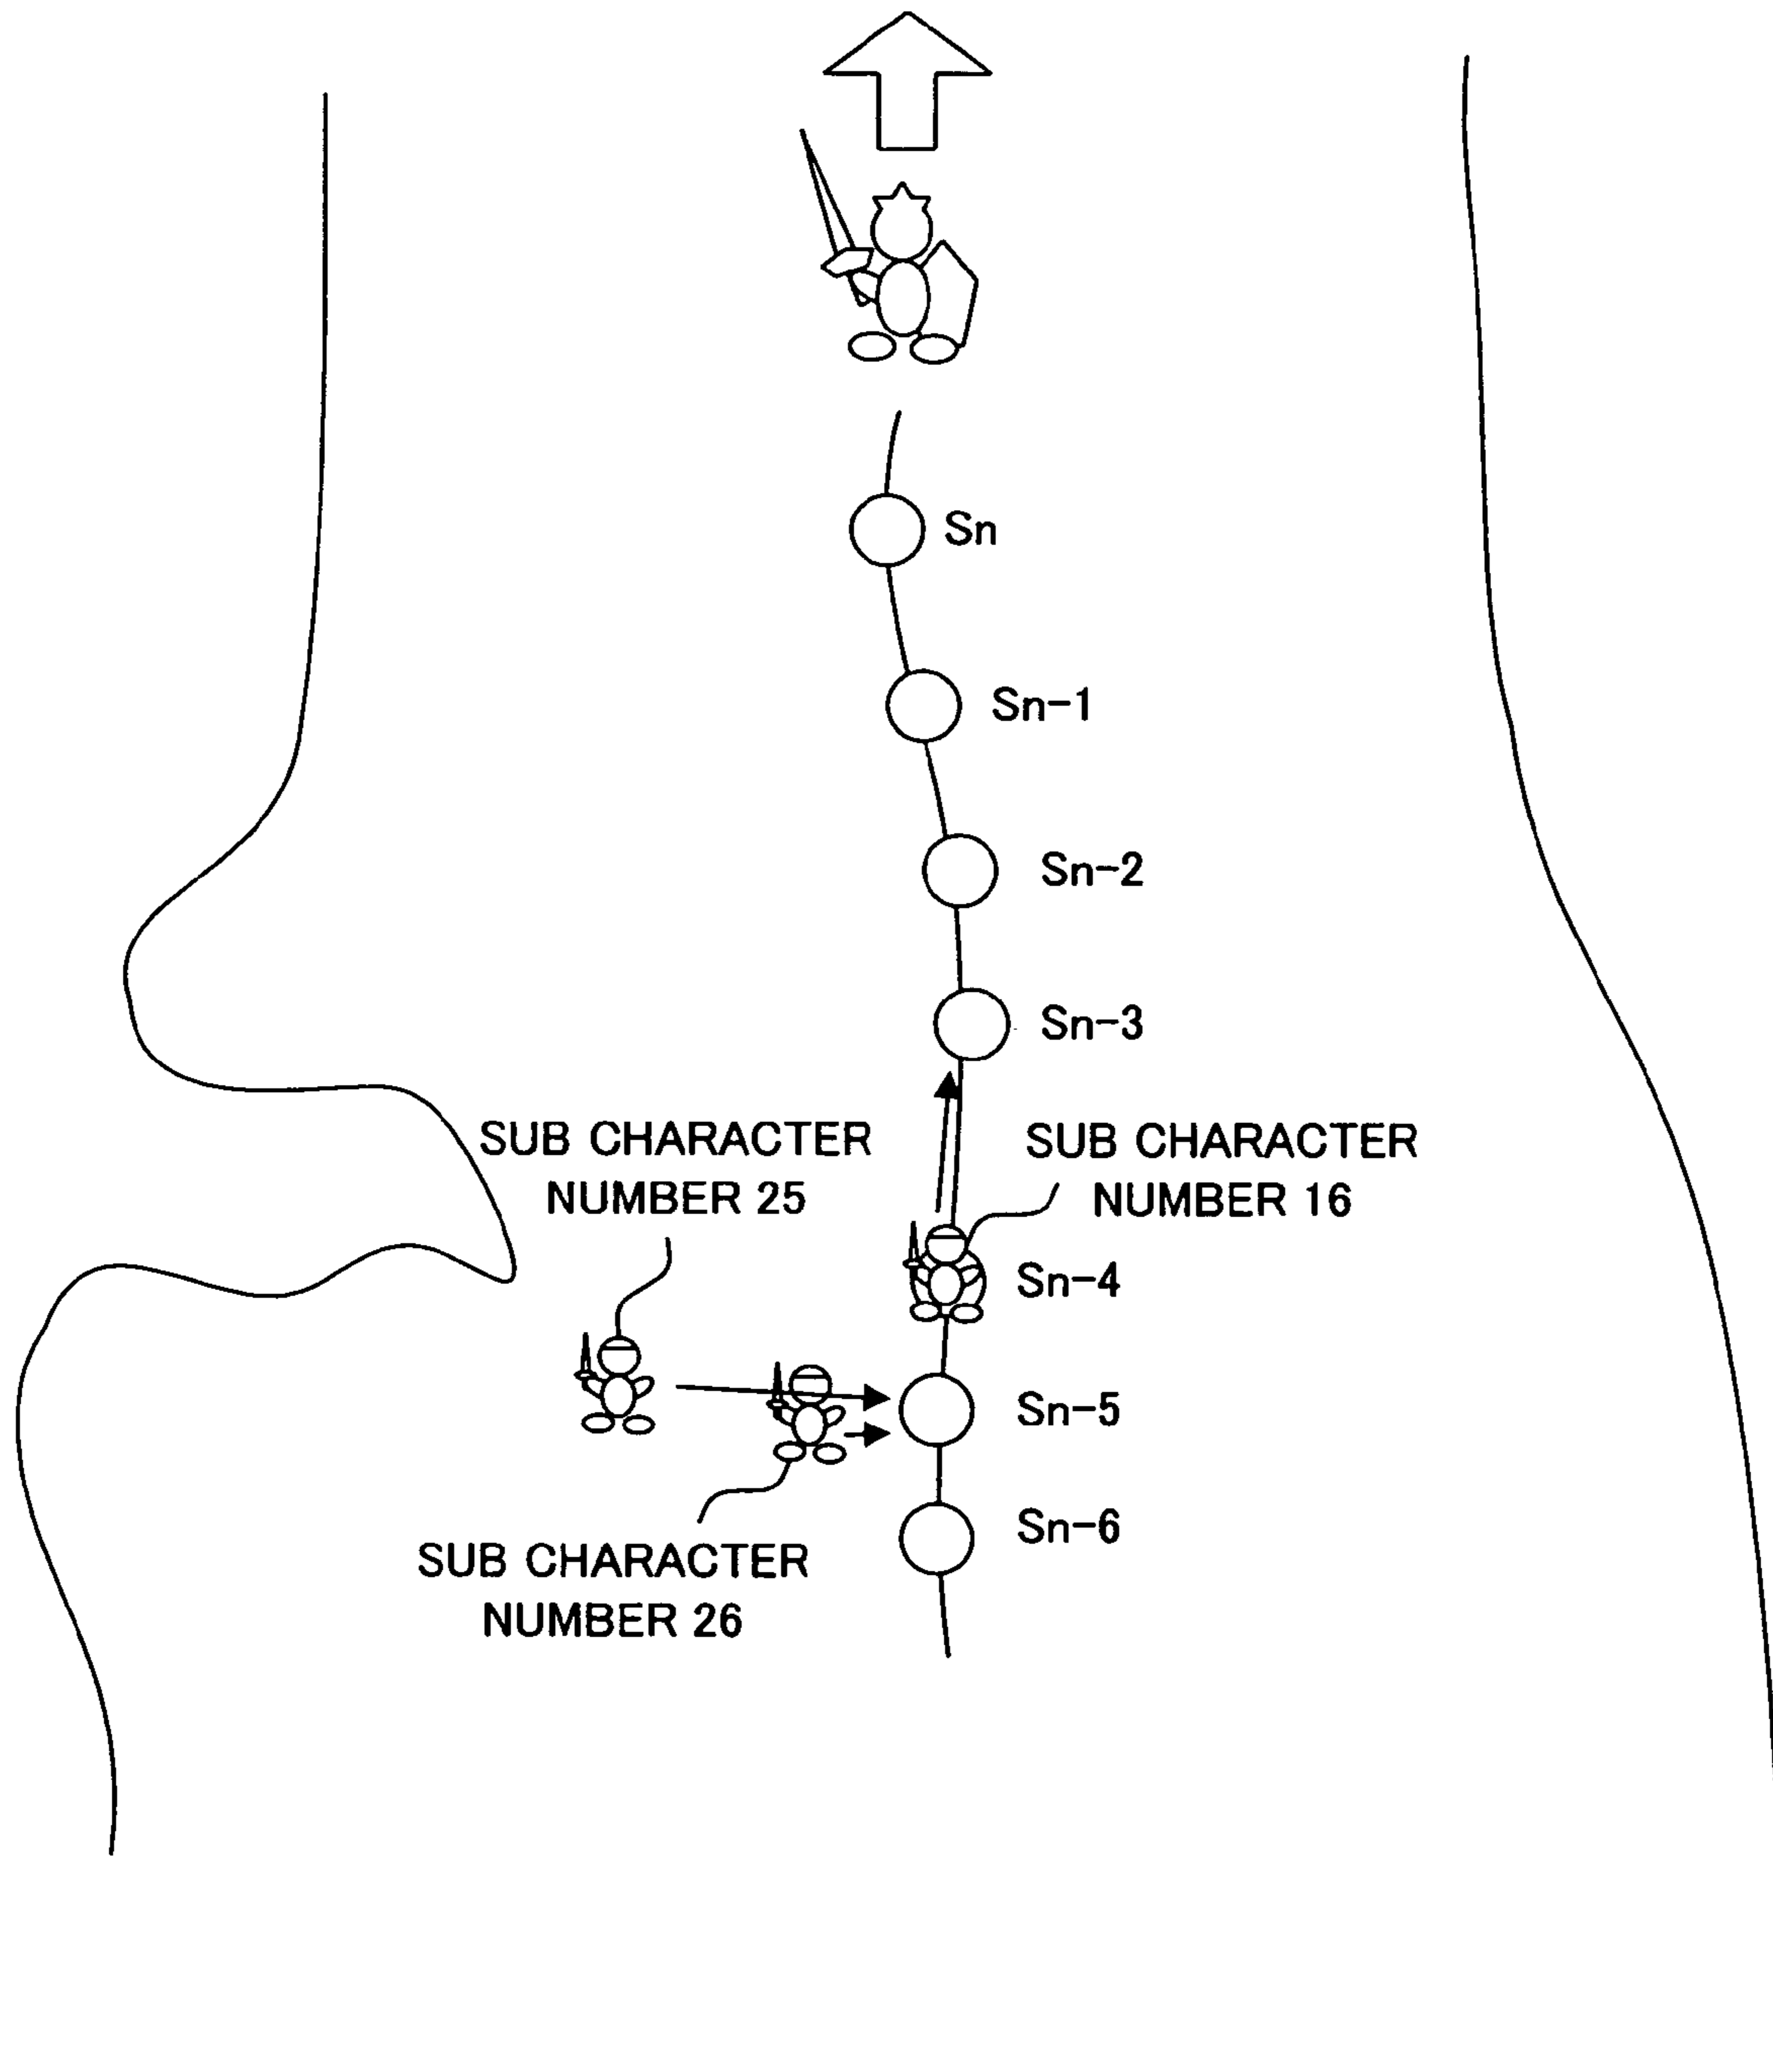 Sn
Sn-1
Sn-2
Sn-3
SUB CHARACTER
NUMBER 25
SUB CHARACTER
NUMBER 16
Sn-4
Sn-5
Sn-6
SUB CHARACTER
NUMBER 26